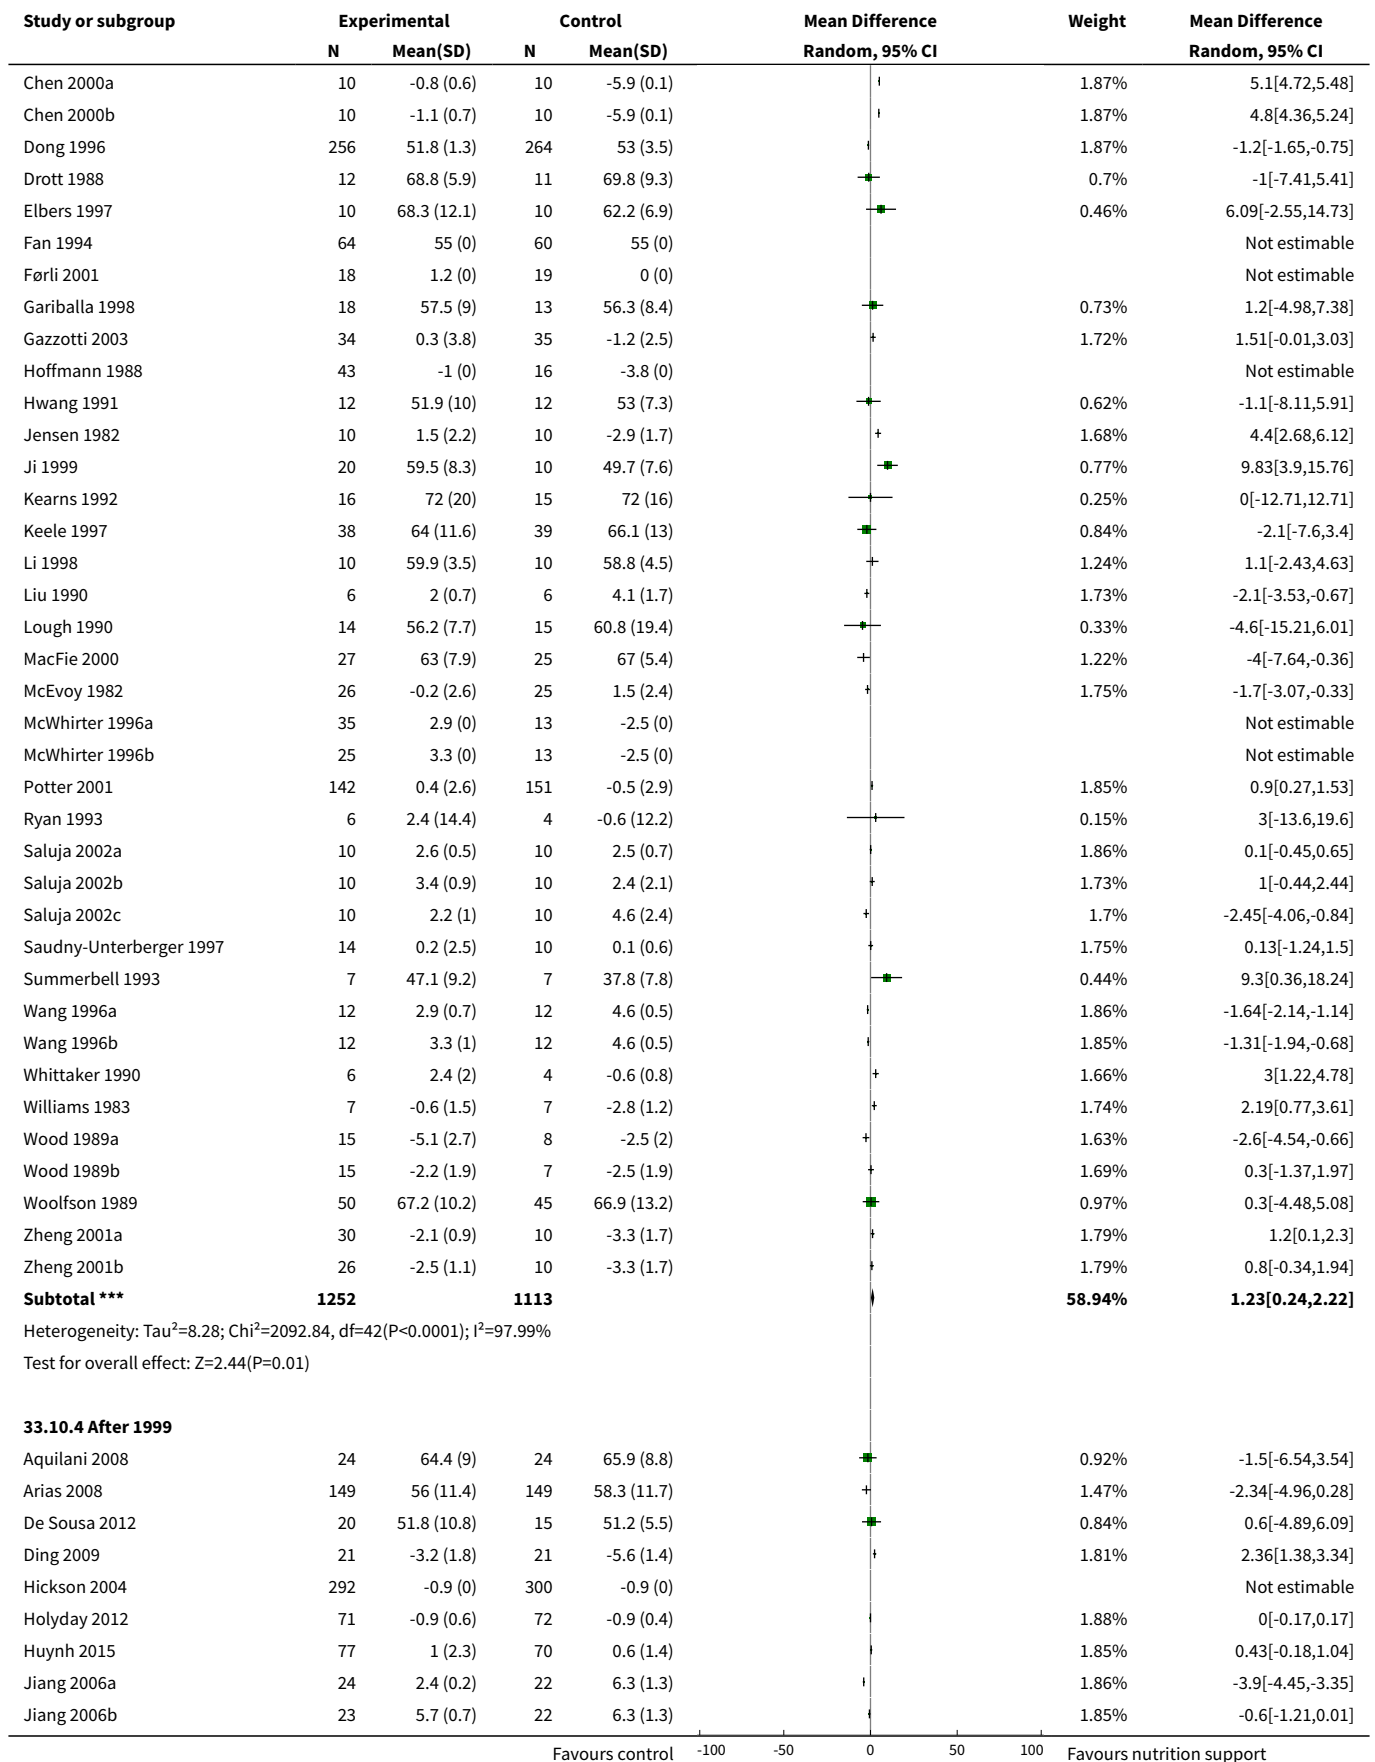 Study or subgroup Experimental Control Mean Difference Weight Mean Difference
N Mean(SD) N Mean(SD) Random, 95% CI Random, 95% CI
Chen 2000a 10 -0.8 (0.6) 10 -5.9 (0.1) 1.87% 5.1[4.72,5.48]
Chen 2000b 10 -1.1 (0.7) 10 -5.9 (0.1) 1.87% 4.8[4.36,5.24]
Dong 1996 256 51.8 (1.3) 264 53 (3.5) 1.87% -1.2[-1.65,-0.75]
Drott 1988 12 68.8 (5.9) 11 69.8 (9.3) 0.7% -1[-7.41,5.41]
Elbers 1997 10 68.3 (12.1) 10 62.2 (6.9) 0.46% 6.09[-2.55,14.73]
Fan 1994 64 55 (0) 60 55 (0) Not estimable
Førli 2001 18 1.2 (0) 19 0 (0) Not estimable
Gariballa 1998 18 57.5 (9) 13 56.3 (8.4) 0.73% 1.2[-4.98,7.38]
Gazzotti 2003 34 0.3 (3.8) 35 -1.2 (2.5) 1.72% 1.51[-0.01,3.03]
Hoffmann 1988 43 -1 (0) 16 -3.8 (0) Not estimable
Hwang 1991 12 51.9 (10) 12 53 (7.3) 0.62% -1.1[-8.11,5.91]
Jensen 1982 10 1.5 (2.2) 10 -2.9 (1.7) 1.68% 4.4[2.68,6.12]
Ji 1999 20 59.5 (8.3) 10 49.7 (7.6) 0.77% 9.83[3.9,15.76]
Kearns 1992 16 72 (20) 15 72 (16) 0.25% 0[-12.71,12.71]
Keele 1997 38 64 (11.6) 39 66.1 (13) 0.84% -2.1[-7.6,3.4]
Li 1998 10 59.9 (3.5) 10 58.8 (4.5) 1.24% 1.1[-2.43,4.63]
Liu 1990 6 2 (0.7) 6 4.1 (1.7) 1.73% -2.1[-3.53,-0.67]
Lough 1990 14 56.2 (7.7) 15 60.8 (19.4) 0.33% -4.6[-15.21,6.01]
MacFie 2000 27 63 (7.9) 25 67 (5.4) 1.22% -4[-7.64,-0.36]
McEvoy 1982 26 -0.2 (2.6) 25 1.5 (2.4) 1.75% -1.7[-3.07,-0.33]
McWhirter 1996a 35 2.9 (0) 13 -2.5 (0) Not estimable
McWhirter 1996b 25 3.3 (0) 13 -2.5 (0) Not estimable
Potter 2001 142 0.4 (2.6) 151 -0.5 (2.9) 1.85% 0.9[0.27,1.53]
Ryan 1993 6 2.4 (14.4) 4 -0.6 (12.2) 0.15% 3[-13.6,19.6]
Saluja 2002a 10 2.6 (0.5) 10 2.5 (0.7) 1.86% 0.1[-0.45,0.65]
Saluja 2002b 10 3.4 (0.9) 10 2.4 (2.1) 1.73% 1[-0.44,2.44]
Saluja 2002c 10 2.2 (1) 10 4.6 (2.4) 1.7% -2.45[-4.06,-0.84]
Saudny-Unterberger 1997 14 0.2 (2.5) 10 0.1 (0.6) 1.75% 0.13[-1.24,1.5]
Summerbell 1993 7 47.1 (9.2) 7 37.8 (7.8) 0.44% 9.3[0.36,18.24]
Wang 1996a 12 2.9 (0.7) 12 4.6 (0.5) 1.86% -1.64[-2.14,-1.14]
Wang 1996b 12 3.3 (1) 12 4.6 (0.5) 1.85% -1.31[-1.94,-0.68]
Whittaker 1990 6 2.4 (2) 4 -0.6 (0.8) 1.66% 3[1.22,4.78]
Williams 1983 7 -0.6 (1.5) 7 -2.8 (1.2) 1.74% 2.19[0.77,3.61]
Wood 1989a 15 -5.1 (2.7) 8 -2.5 (2) 1.63% -2.6[-4.54,-0.66]
Wood 1989b 15 -2.2 (1.9) 7 -2.5 (1.9) 1.69% 0.3[-1.37,1.97]
Woolfson 1989 50 67.2 (10.2) 45 66.9 (13.2) 0.97% 0.3[-4.48,5.08]
Zheng 2001a 30 -2.1 (0.9) 10 -3.3 (1.7) 1.79% 1.2[0.1,2.3]
Zheng 2001b 26 -2.5 (1.1) 10 -3.3 (1.7) 1.79% 0.8[-0.34,1.94]
Subtotal *** 1252 1113 58.94% 1.23[0.24,2.22]
Heterogeneity: Tau²=8.28; Chi²=2092.84, df=42(P<0.0001); I²=97.99%
Test for overall effect: Z=2.44(P=0.01)
33.10.4 After 1999
Aquilani 2008 24 64.4 (9) 24 65.9 (8.8) 0.92% -1.5[-6.54,3.54]
Arias 2008 149 56 (11.4) 149 58.3 (11.7) 1.47% -2.34[-4.96,0.28]
De Sousa 2012 20 51.8 (10.8) 15 51.2 (5.5) 0.84% 0.6[-4.89,6.09]
Ding 2009 21 -3.2 (1.8) 21 -5.6 (1.4) 1.81% 2.36[1.38,3.34]
Hickson 2004 292 -0.9 (0) 300 -0.9 (0) Not estimable
Holyday 2012 71 -0.9 (0.6) 72 -0.9 (0.4) 1.88% 0[-0.17,0.17]
Huynh 2015 77 1 (2.3) 70 0.6 (1.4) 1.85% 0.43[-0.18,1.04]
Jiang 2006a 24 2.4 (0.2) 22 6.3 (1.3) 1.86% -3.9[-4.45,-3.35]
Jiang 2006b 23 5.7 (0.7) 22 6.3 (1.3) 1.85% -0.6[-1.21,0.01]
Favours control -100 -50 0 50 100 Favours nutrition support